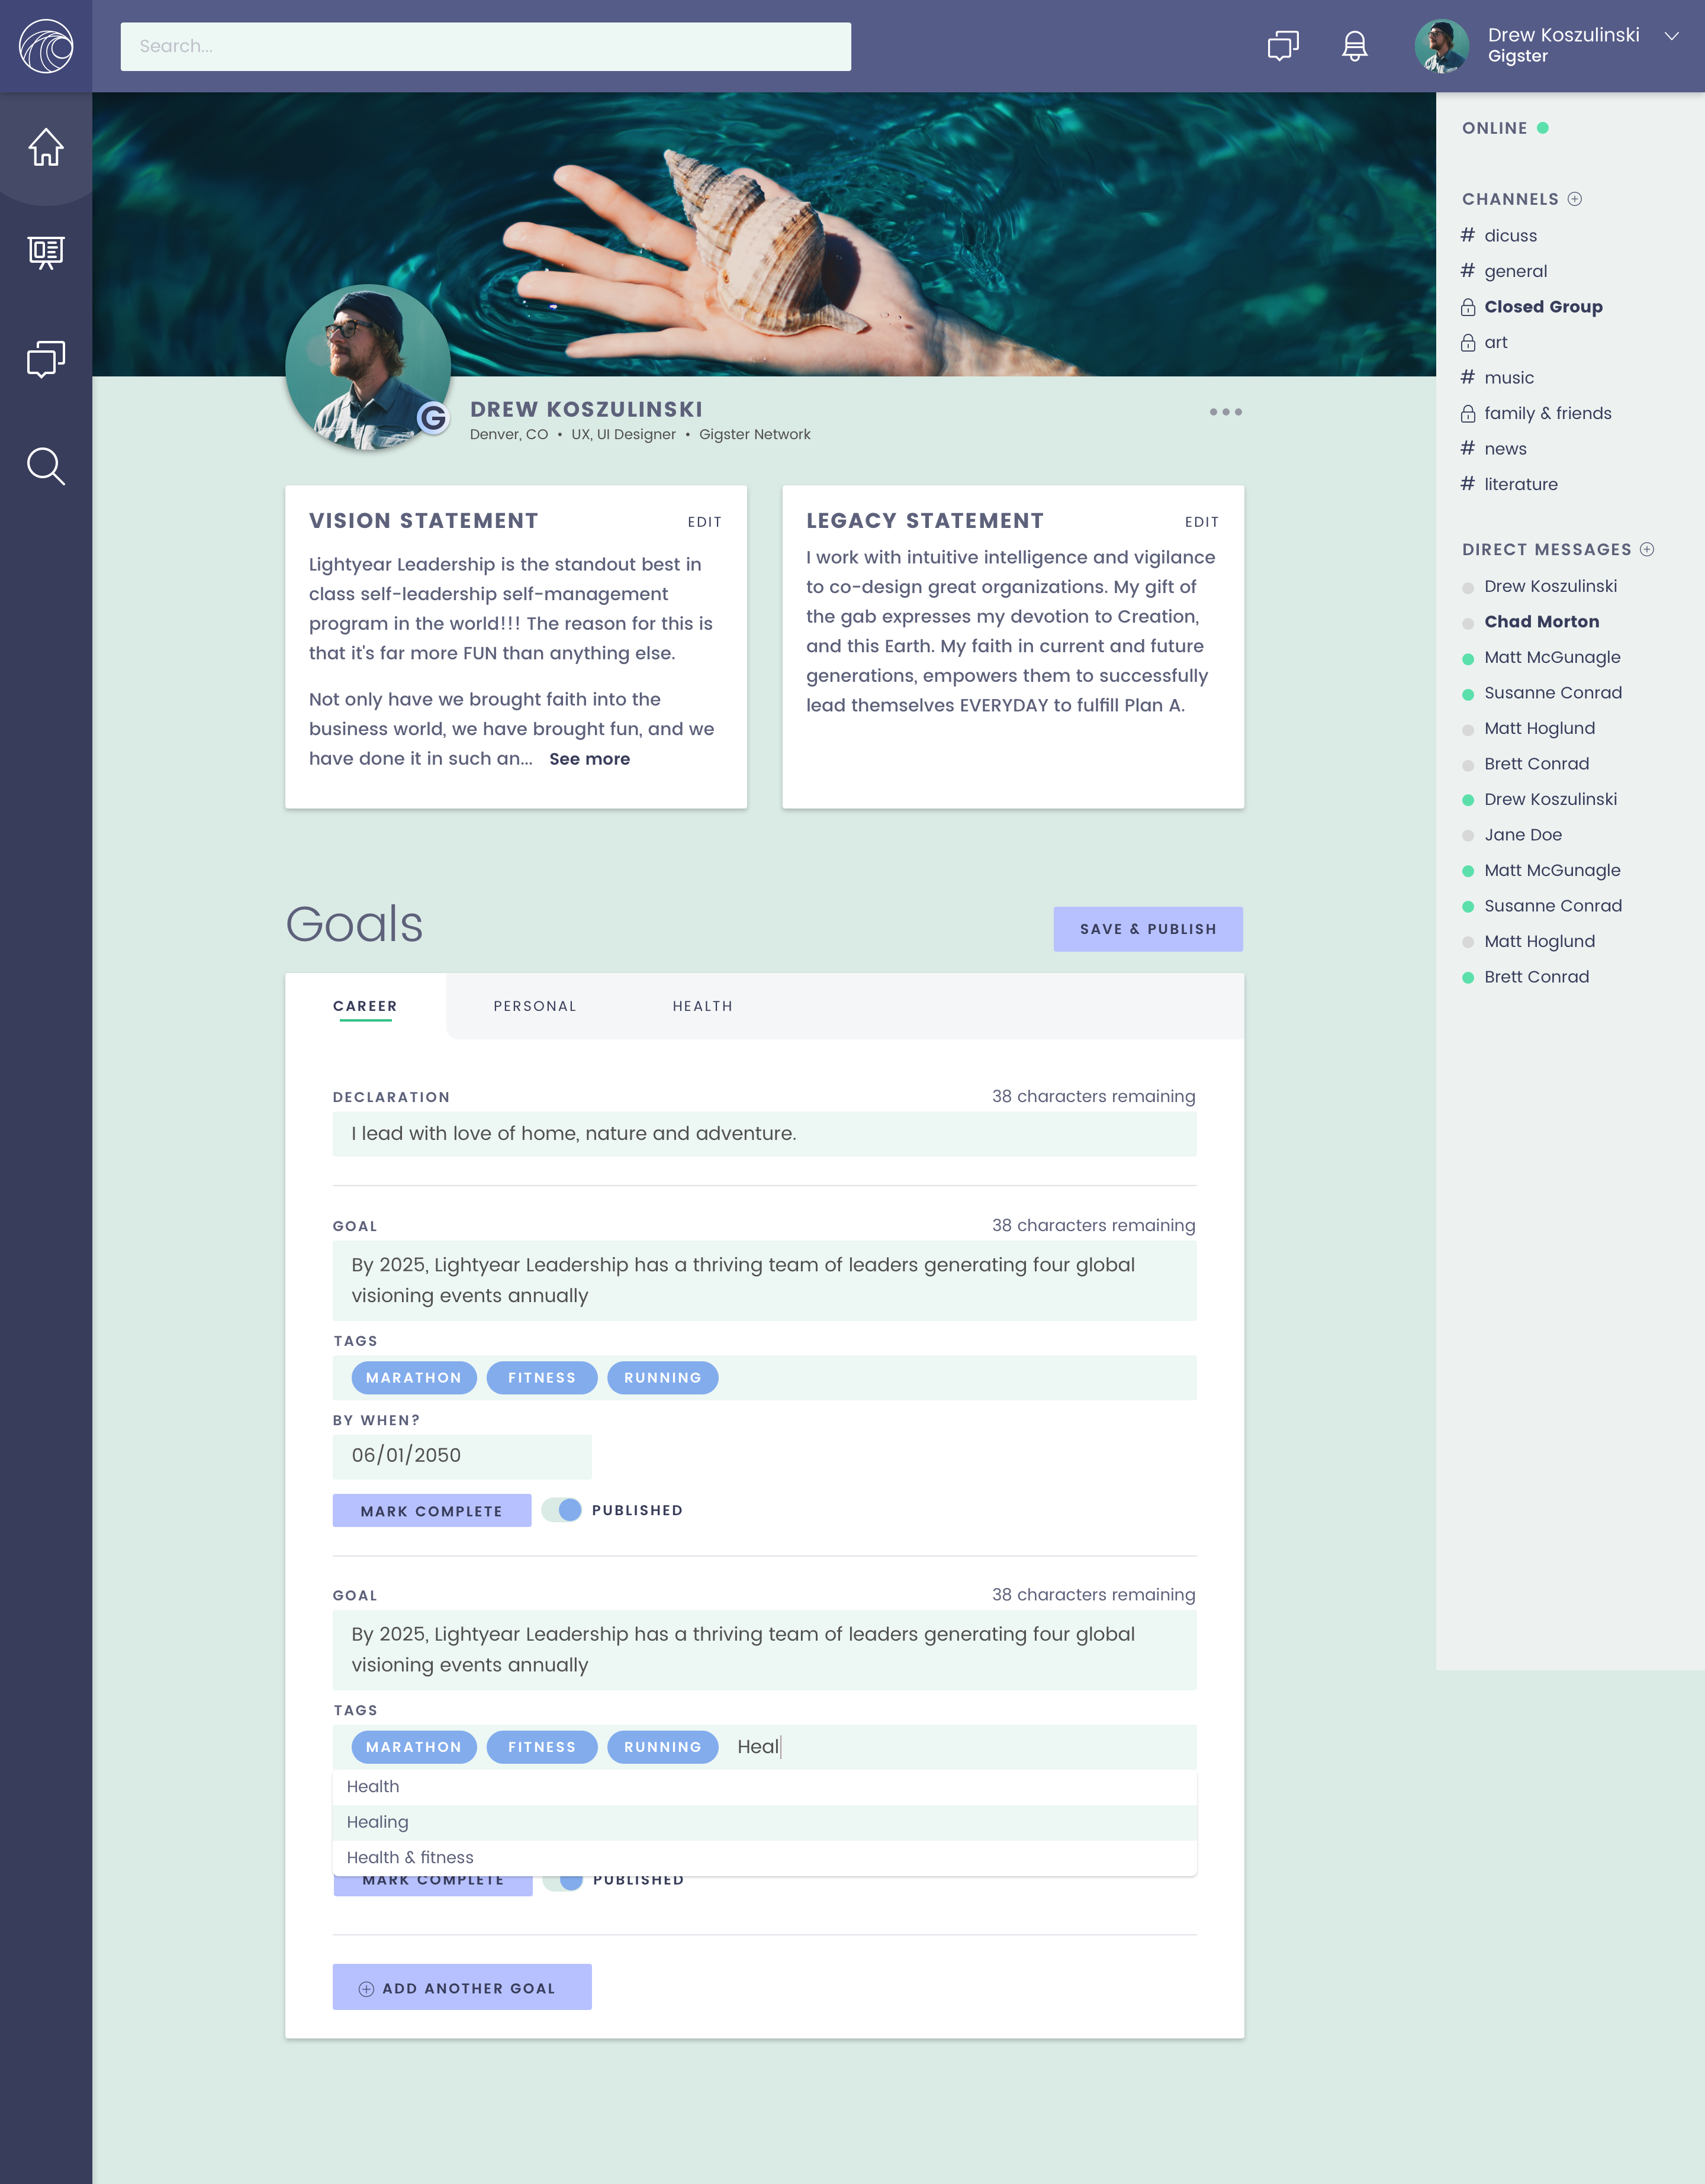 Search...
Drew Koszulinski
Gigster
DREW KOSZULINSKI
Denver, CO • UX, UI Designer • Gigster Network
VISION STATEMENT
EDIT
Lightyear Leadership is the standout best in
class self-leadership self-management
program in the world!!! The reason for this is
that it's far more FUN than anything else.
Not only have we brought faith into the
business world, we have brought fun, and we
have done it in such an... See more
LEGACY STATEMENT
EDIT
I work with intuitive intelligence and vigilance
to co-design great organizations. My gift of
the gab expresses my devotion to Creation,
and this Earth. My faith in current and future
generations, empowers them to successfully
lead themselves EVERYDAY to fulfill Plan A.
Goals
SAVE & PUBLISH
CAREER
PERSONAL
HEALTH
DECLARATION
38 characters remaining
I lead with love of home, nature and adventure.
GOAL
38 characters remaining
By 2025, Lightyear Leadership has a thriving team of leaders generating four global
visioning events annually
TAGS
MARATHON
FITNESS
RUNNING
BY WHEN?
06/01/2050
MARK COMPLETE
PUBLISHED
GOAL
38 characters remaining
By 2025, Lightyear Leadership has a thriving team of leaders generating four global
visioning events annually
TAGS
MARATHON
FITNESS
RUNNING
Heal
Health
Healing
Health & fitness
MARK COMPLETE
PUBLISHED
ADD ANOTHER GOAL
ONLINE
CHANNELS
# dicuss
# general
Closed Group
art
# music
family & friends
# news
# literature
DIRECT MESSAGES
Drew Koszulinski
Chad Morton
Matt McGunagle
Susanne Conrad
Matt Hoglund
Brett Conrad
Drew Koszulinski
Jane Doe
Matt McGunagle
Susanne Conrad
Matt Hoglund
Brett Conrad
G